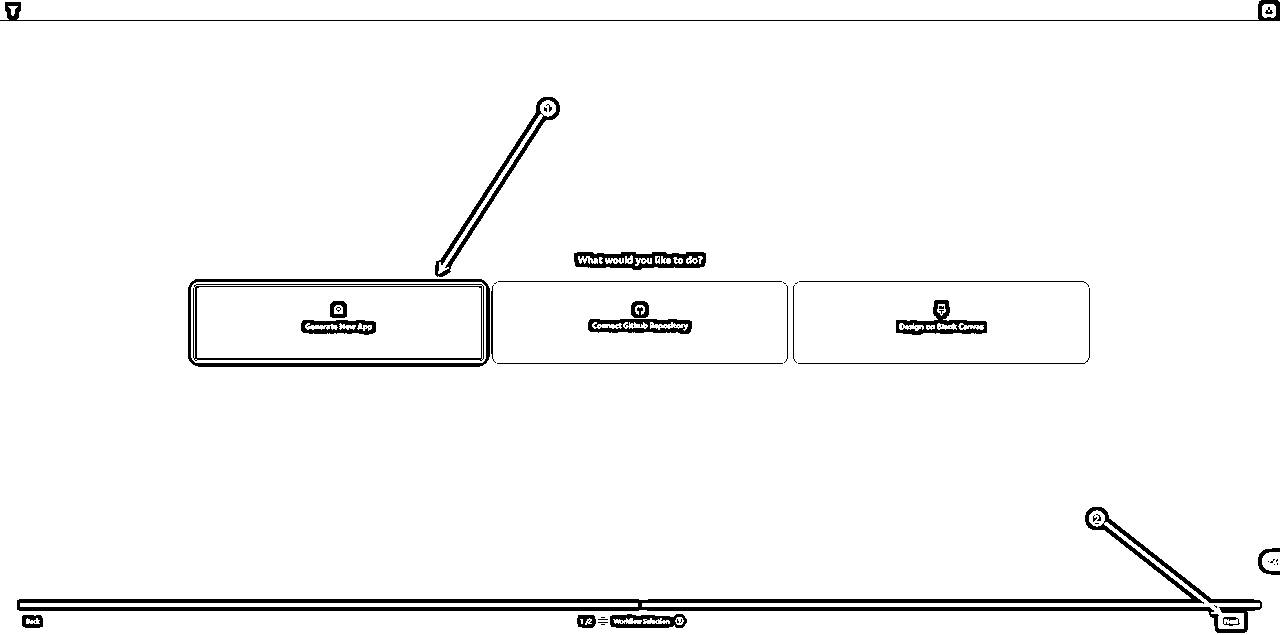 1
What would you like to do?
Generate New App
Connect Github Repository
Design on Blank Canvas
2
Back
1/2
Workflow Selection
Next